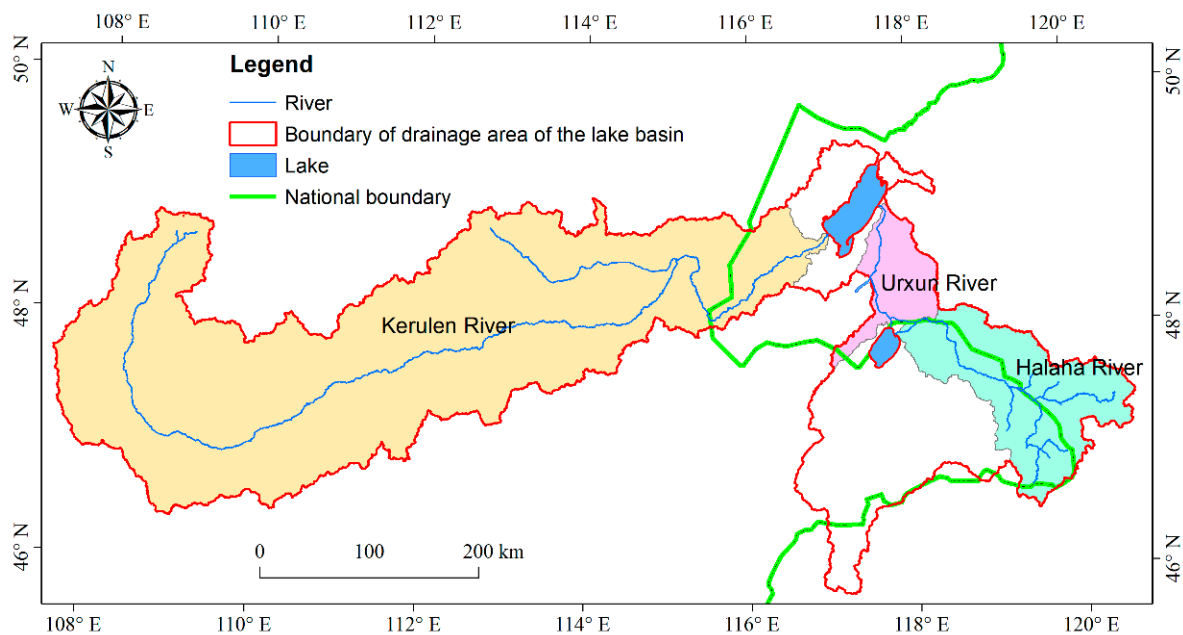 108° E 110° E 112° E 114° E 116° E 118° E 120° E
50° N
50° N
Legend
N
W E
S
River
Boundary of drainage area of the lake basin
Lake
National boundary
48° N
48° N
Urxun River
Kerulen River
Halaha River
46° N
46° N
0 100 200 km
108° E 110° E 112° E 114° E 116° E 118° E 120° E